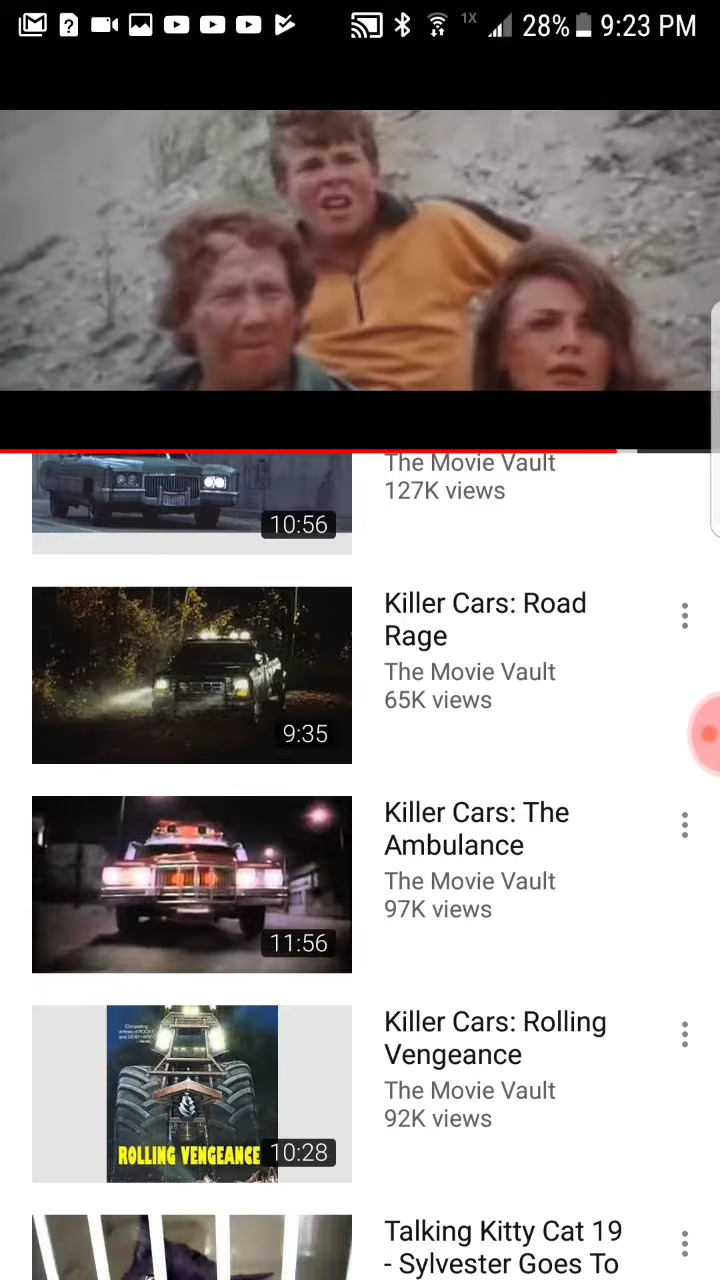 1X 28% 9:23 PM
The Movie Vault
127K views
10:56
Killer Cars: Road
Rage
The Movie Vault
65K views
9:35
Killer Cars: The
Ambulance
The Movie Vault
97K views
11:56
Killer Cars: Rolling
Vengeance
The Movie Vault
92K views
ROLLING VENGEANCE
10:28
Talking Kitty Cat 19
- Sylvester Goes To